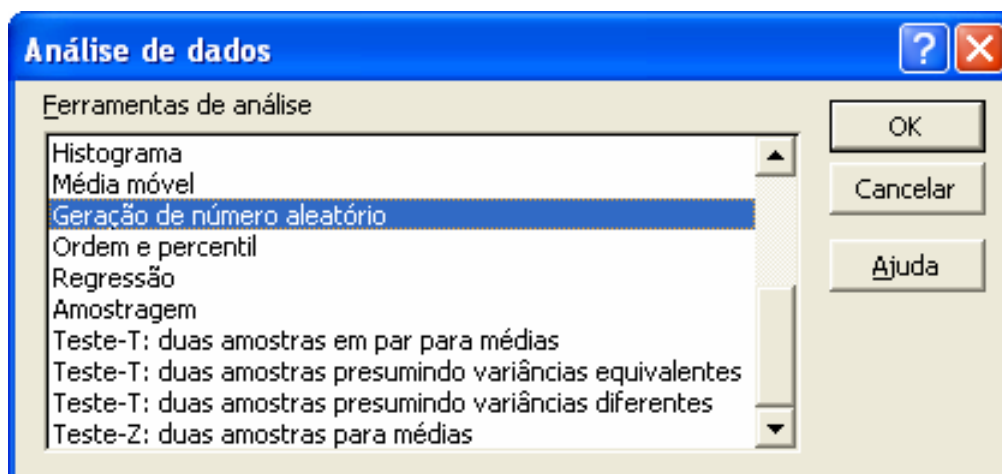 Análise de dados
Ferramentas de análise
Histograma
Média móvel
Geração de número aleatório
Ordem e percentil
Regressão
Amostragem
Teste-T: duas amostras em par para médias
Teste-T: duas amostras presumindo variâncias equivalentes
Teste-T: duas amostras presumindo variâncias diferentes
Teste-Z: duas amostras para médias
OK
Cancelar
Ajuda